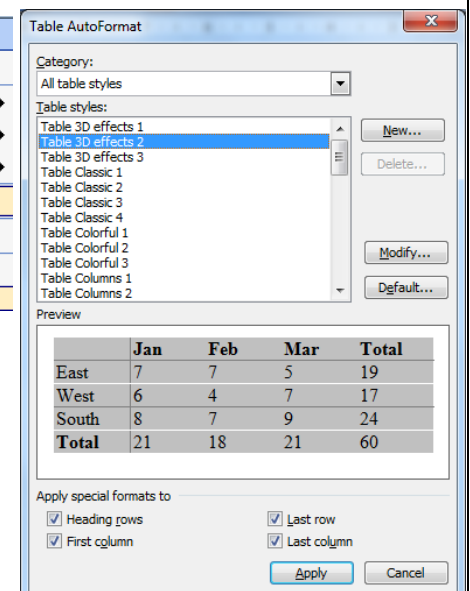 Table AutoFormat
Category:
All table styles
Table styles:
Table 3D effects 1
Table 3D effects 2
Table 3D effects 3
Table Classic 1
Table Classic 2
Table Classic 3
Table Classic 4
Table Colorful 1
Table Colorful 2
Table Colorful 3
Table Columns 1
Table Columns 2
New...
Delete...
Modify...
Default...
Preview
Jan Feb Mar Total
East 7 7 5 19
West 6 4 7 17
South 8 7 9 24
Total 21 18 21 60
Apply special formats to
Heading rows Last row
First column Last column
Apply Cancel